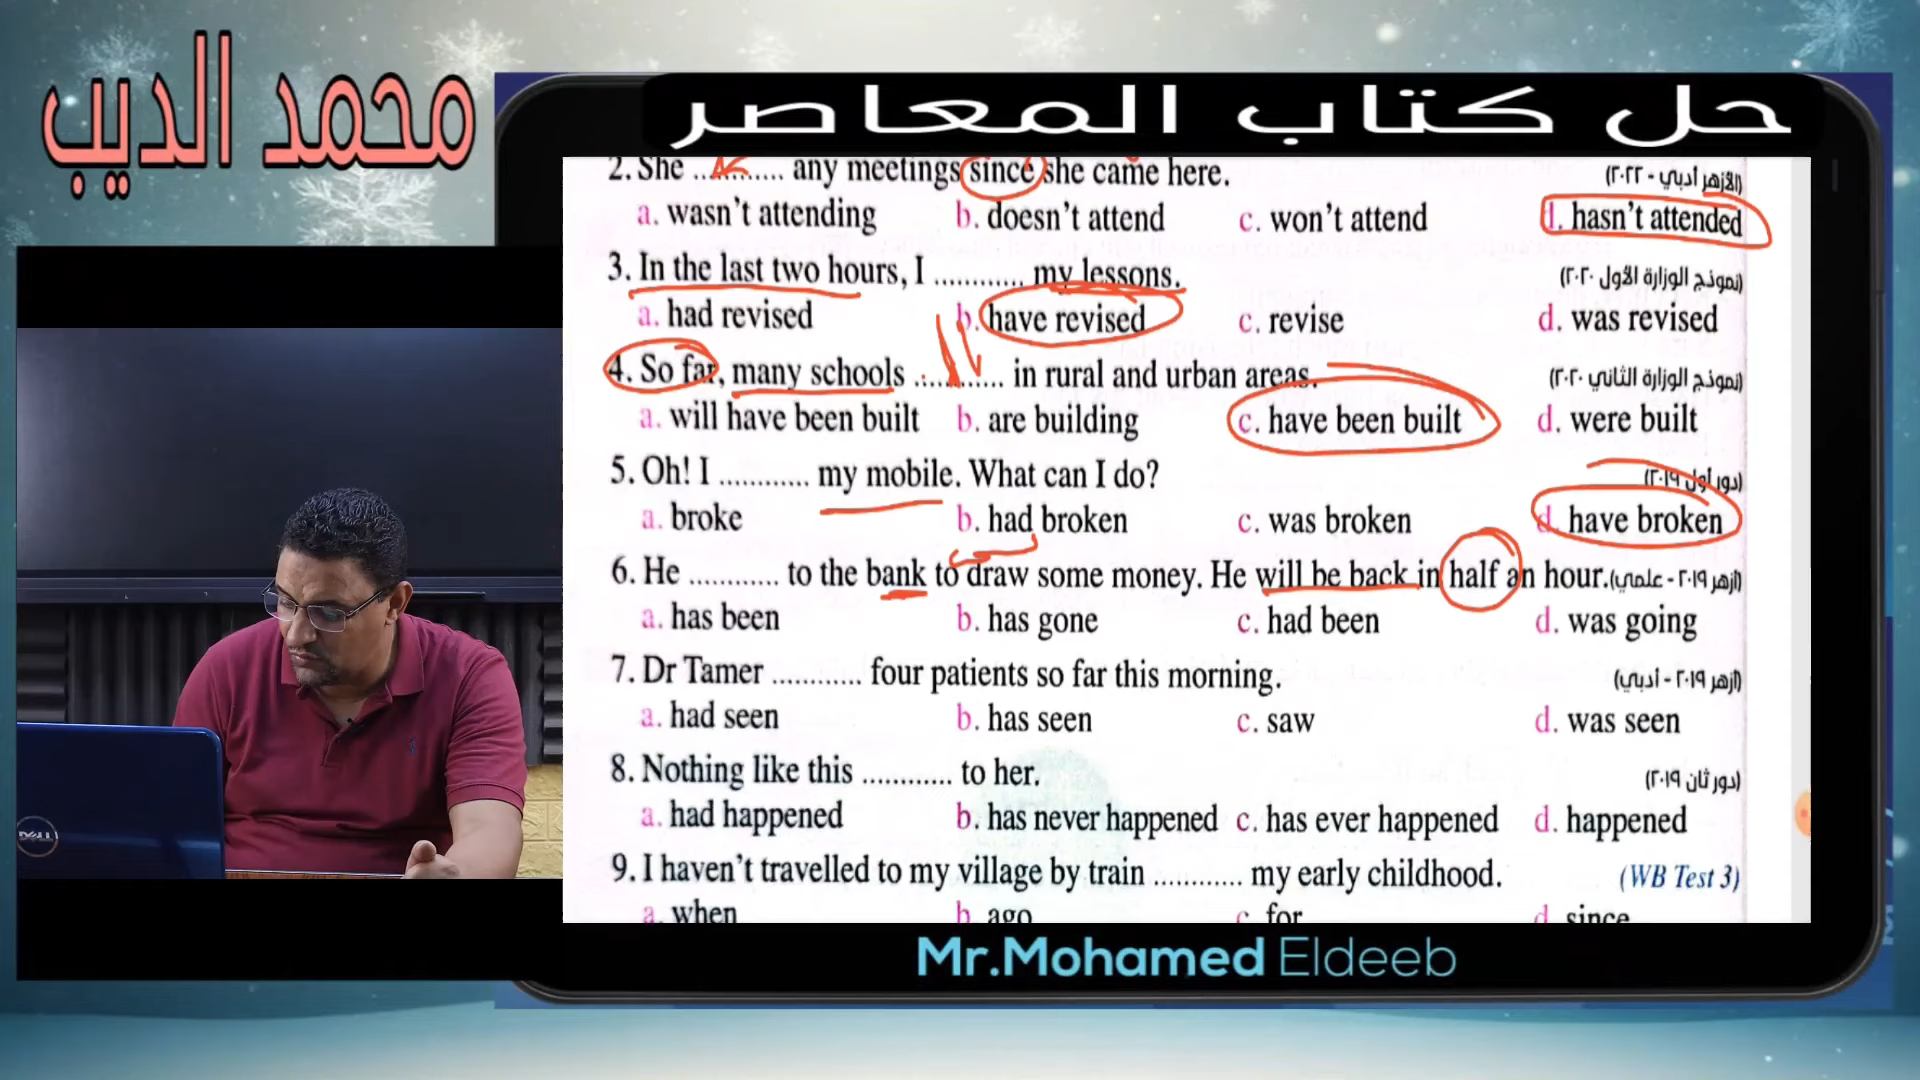 محمد الديب
حل كتاب المعاصر
2. She ............ any meetings since she came here. (الأزهر أدبي - ٢٠٢٢)
a. wasn't attending b. doesn't attend c. won't attend d. hasn't attended
3. In the last two hours, I ............ my lessons. (نموذج الوزارة الأول ٢٠٢٠)
a. had revised b. have revised c. revise d. was revised
4. So far, many schools ............ in rural and urban areas. (نموذج الوزارة الثاني ٢٠٢٠)
a. will have been built b. are building c. have been built d. were built
5. Oh! I ............ my mobile. What can I do? (دور أول ٢٠١٩)
a. broke b. had broken c. was broken d. have broken
6. He ............ to the bank to draw some money. He will be back in half an hour. (أزهر ٢٠١٩ - علمي)
a. has been b. has gone c. had been d. was going
7. Dr Tamer ............ four patients so far this morning. (أزهر ٢٠١٩ - أدبي)
a. had seen b. has seen c. saw d. was seen
8. Nothing like this ............ to her. (دور ثان ٢٠١٩)
a. had happened b. has never happened c. has ever happened d. happened
9. I haven't travelled to my village by train ............ my early childhood. (WB Test 3)
a. when b. ago c. for d. since
DELL
Mr.Mohamed Eldeeb